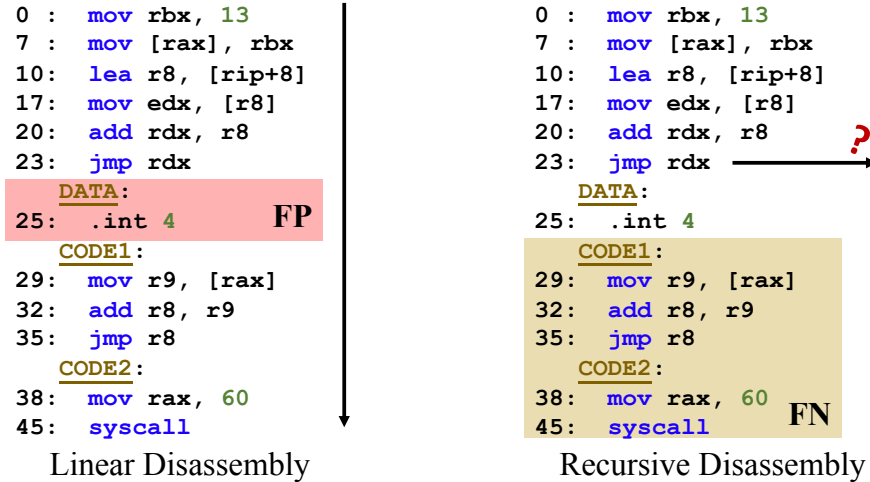 0 : mov rbx, 13
7 : mov [rax], rbx
10: lea r8, [rip+8]
17: mov edx, [r8]
20: add rdx, r8
23: jmp rdx
DATA:
25: .int 4 FP
CODE1:
29: mov r9, [rax]
32: add r8, r9
35: jmp r8
CODE2:
38: mov rax, 60
45: syscall
Linear Disassembly
0 : mov rbx, 13
7 : mov [rax], rbx
10: lea r8, [rip+8]
17: mov edx, [r8]
20: add rdx, r8
23: jmp rdx ?
DATA:
25: .int 4
CODE1:
29: mov r9, [rax]
32: add r8, r9
35: jmp r8
CODE2:
38: mov rax, 60
45: syscall FN
Recursive Disassembly